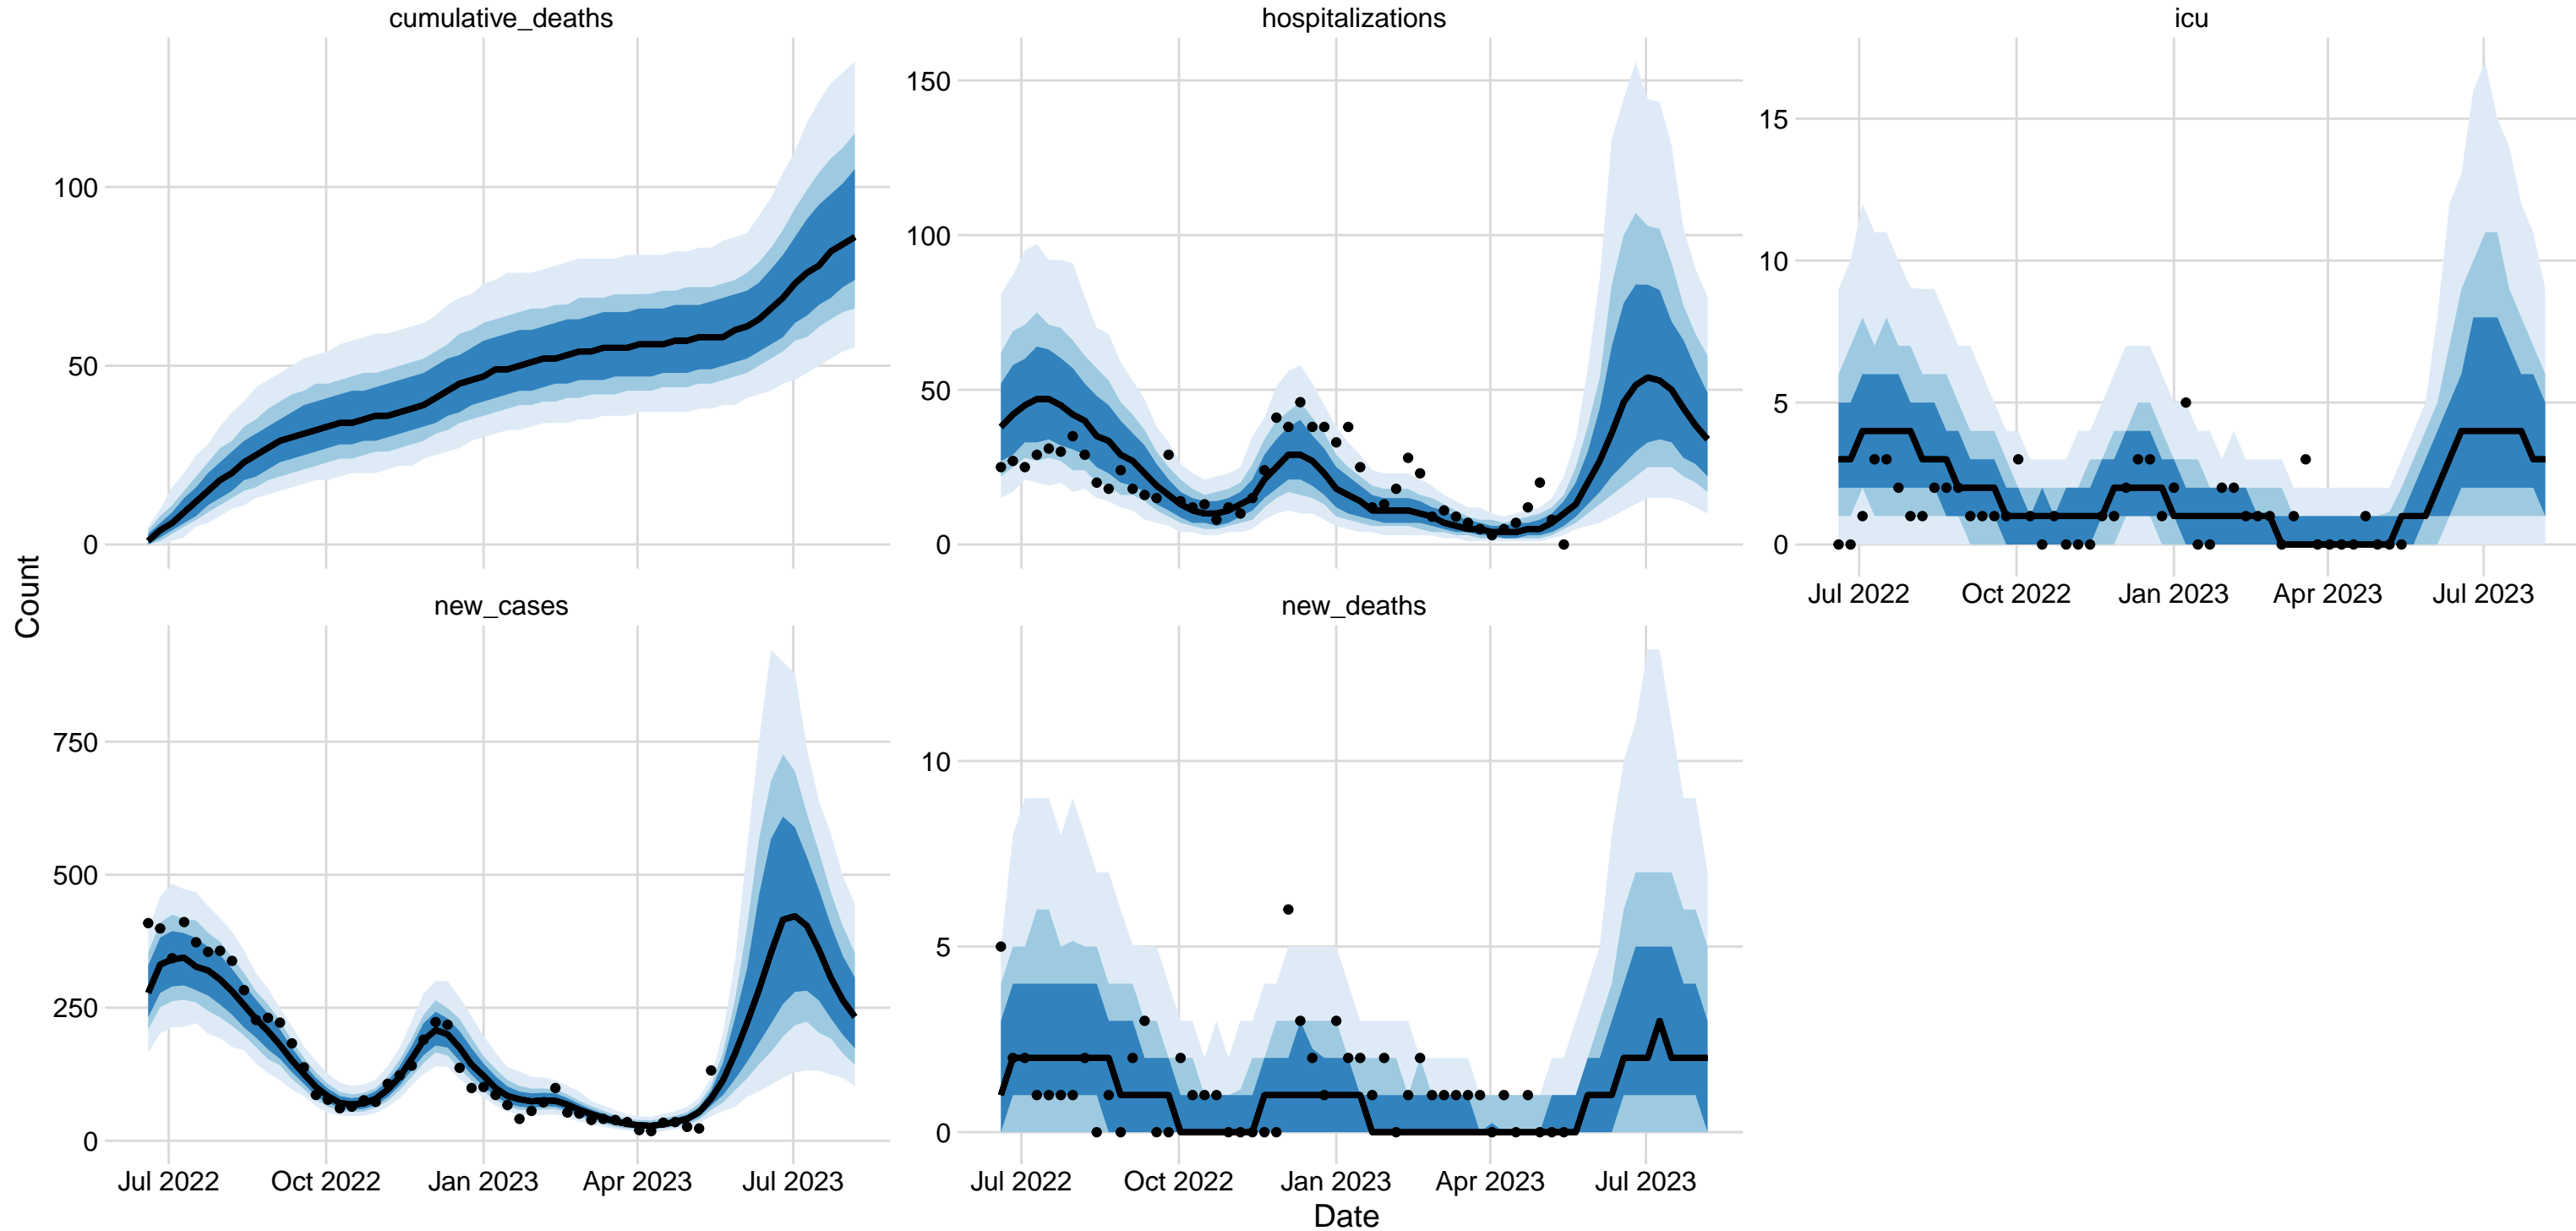 cumulative_deaths
hospitalizations
icu
100
50
0
150
100
50
0
15
10
5
0
Jul 2022 Oct 2022 Jan 2023 Apr 2023 Jul 2023
Count
new_cases
new_deaths
750
500
250
0
10
5
0
Jul 2022 Oct 2022 Jan 2023 Apr 2023 Jul 2023
Jul 2022 Oct 2022 Jan 2023 Apr 2023 Jul 2023
Date